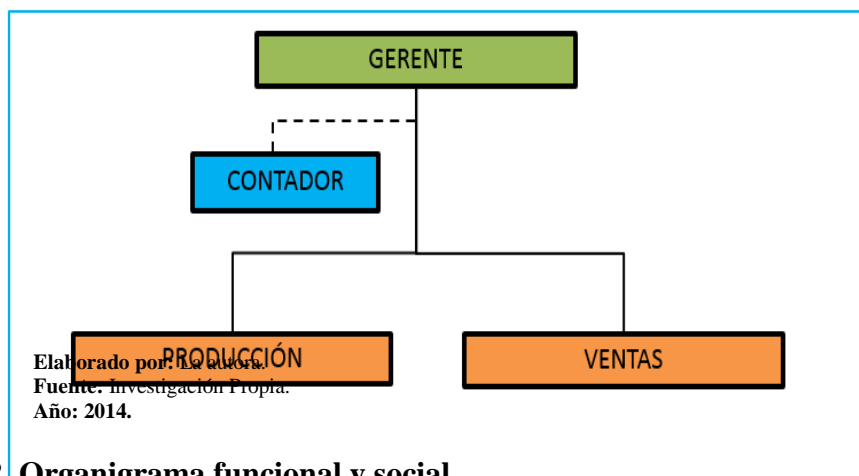 GERENTE
CONTADOR
PRODUCCIÓN
VENTAS
Elaborado por: La autora.
Fuente: Investigación Propia.
Año: 2014.
Organigrama funcional y social